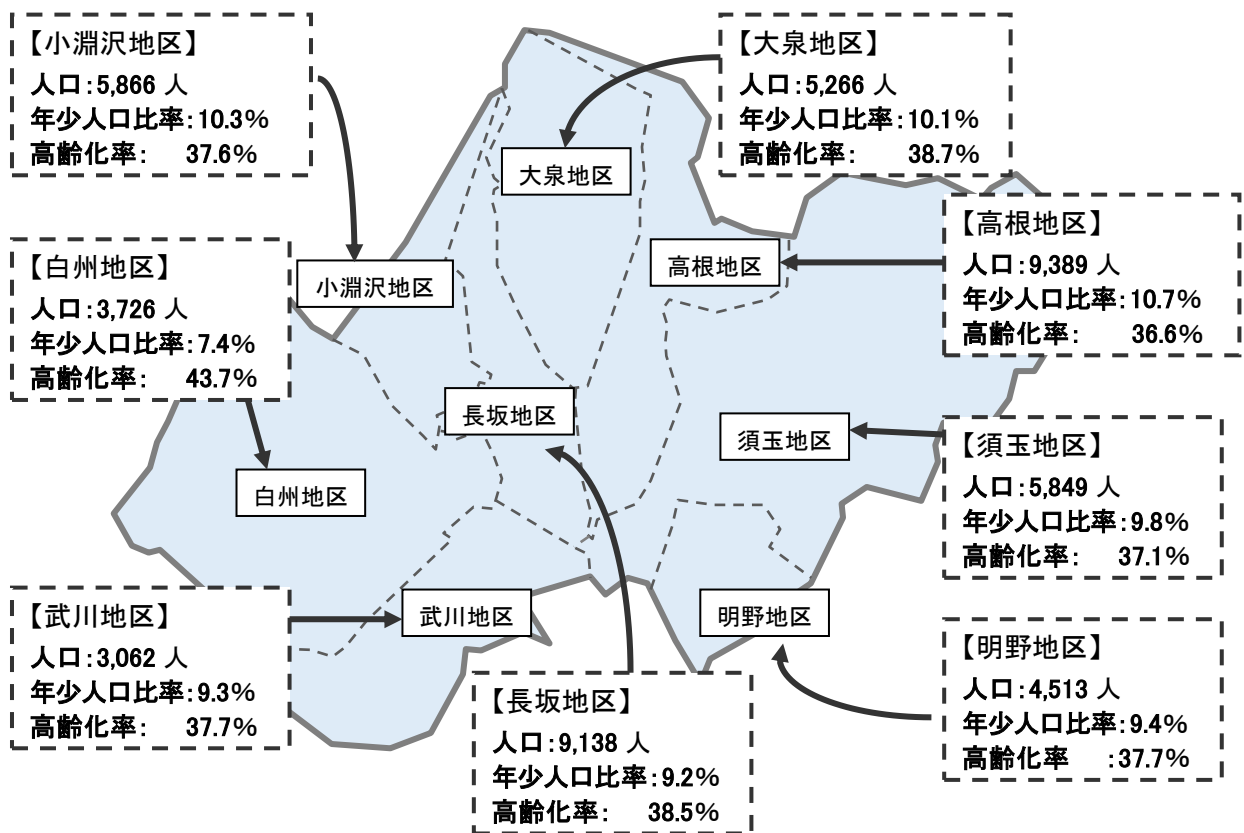 【小淵沢地区】
人口：5,866 人
年少人口比率：10.3%
高齢化率： 37.6%
【大泉地区】
人口：5,266 人
年少人口比率：10.1%
高齢化率： 38.7%
【白州地区】
人口：3,726 人
年少人口比率：7.4%
高齢化率： 43.7%
【高根地区】
人口：9,389 人
年少人口比率：10.7%
高齢化率： 36.6%
【須玉地区】
人口：5,849 人
年少人口比率：9.8%
高齢化率： 37.1%
【武川地区】
人口：3,062 人
年少人口比率：9.3%
高齢化率： 37.7%
【長坂地区】
人口：9,138 人
年少人口比率：9.2%
高齢化率： 38.5%
【明野地区】
人口：4,513 人
年少人口比率：9.4%
高齢化率 ：37.7%
大泉地区
高根地区
小淵沢地区
長坂地区
須玉地区
白州地区
武川地区
明野地区